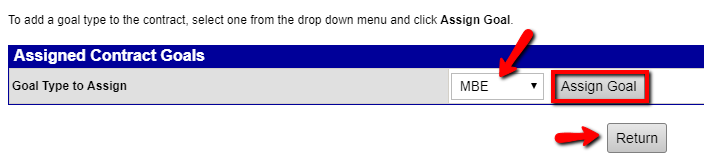 To add a goal type to the contract, select one from the drop down menu and click Assign Goal.
Assigned Contract Goals
Goal Type to Assign MBE Assign Goal
Return